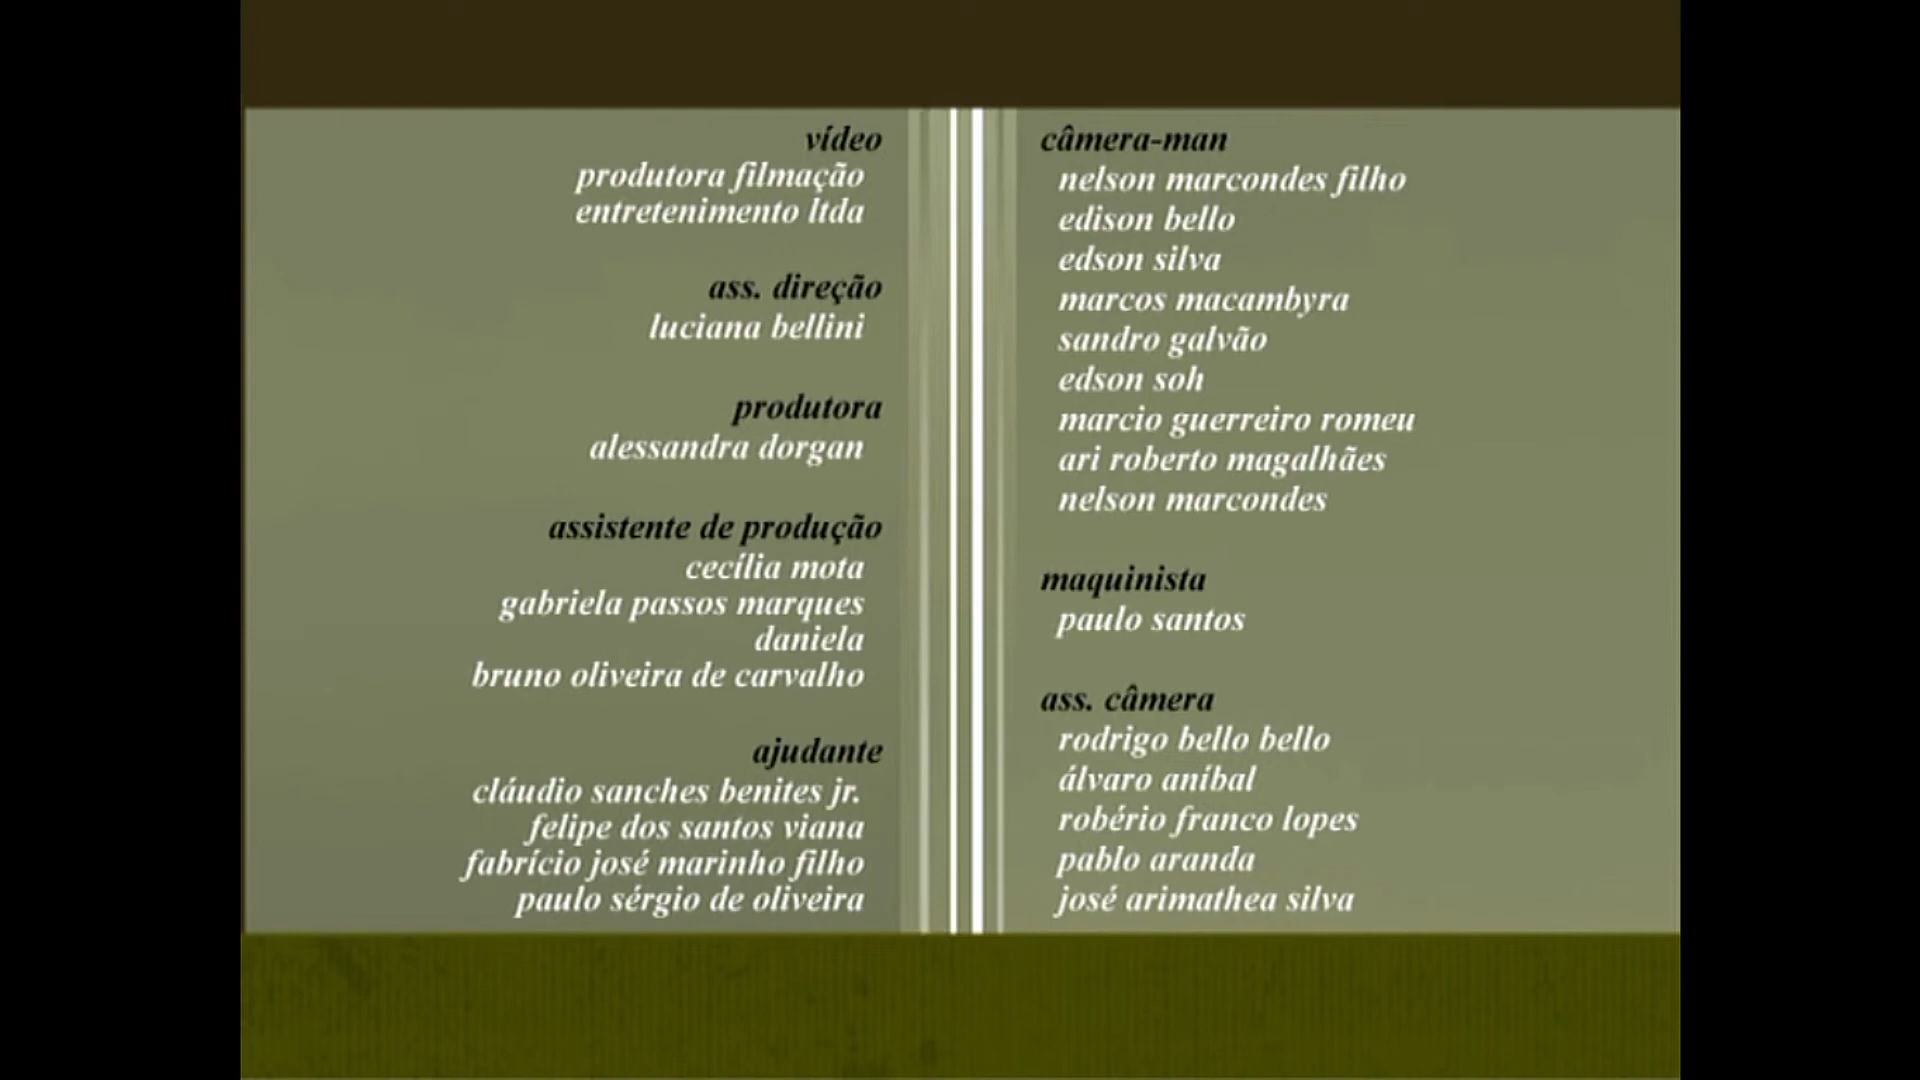 vídeo
produtora filmação
entretenimento ltda
ass. direção
luciana bellini
produtora
alessandra dorgan
assistente de produção
cecília mota
gabriela passos marques
daniela
bruno oliveira de carvalho
ajudante
cláudio sanches benites jr.
felipe dos santos viana
fabrício josé marinho filho
paulo sérgio de oliveira
câmera-man
nelson marcondes filho
edison bello
edson silva
marcos macambyra
sandro galvão
edson soh
marcio guerreiro romeu
ari roberto magalhães
nelson marcondes
maquinista
paulo santos
ass. câmera
rodrigo bello bello
álvaro aníbal
robério franco lopes
pablo aranda
josé arimathea silva